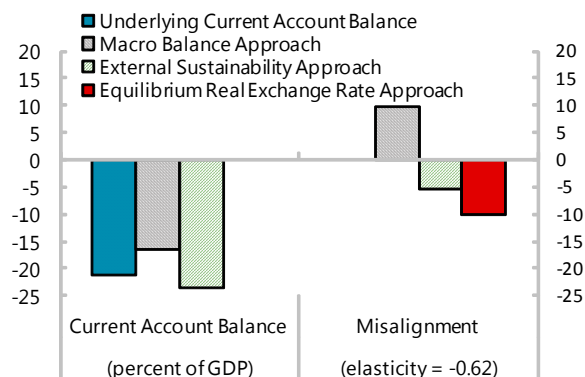 Underlying Current Account Balance
Macro Balance Approach
External Sustainability Approach
Equilibrium Real Exchange Rate Approach
20
15
10
5
0
-5
-10
-15
-20
-25
20
15
10
5
0
-5
-10
-15
-20
-25
Current Account Balance
(percent of GDP)
Misalignment
(elasticity = -0.62)